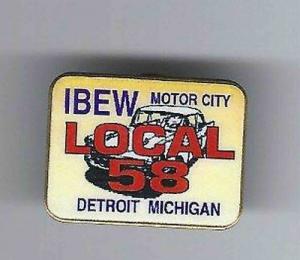 IBEW MOTOR CITY
LOCAL
58
DETROIT MICHIGAN